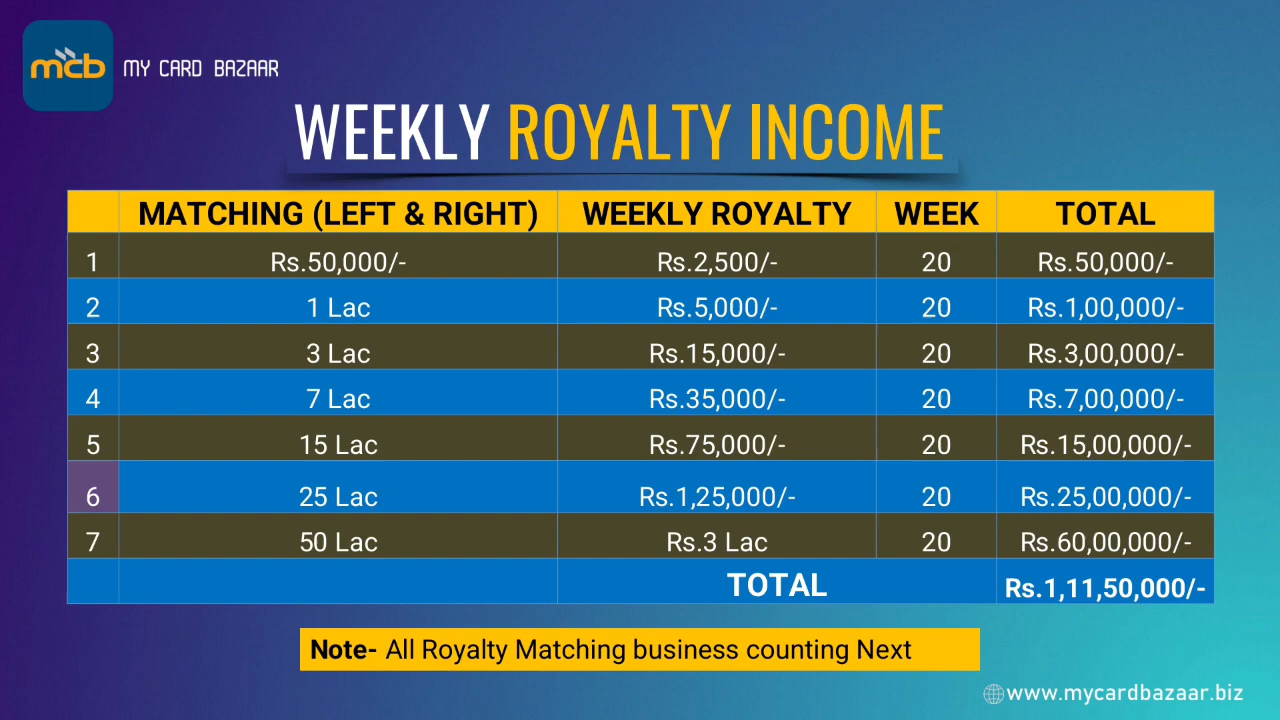 mcb MY CARD BAZAAR
WEEKLY ROYALTY INCOME
MATCHING (LEFT & RIGHT) WEEKLY ROYALTY WEEK TOTAL
1 Rs.50,000/- Rs.2,500/- 20 Rs.50,000/-
2 1 Lac Rs.5,000/- 20 Rs.1,00,000/-
3 3 Lac Rs.15,000/- 20 Rs.3,00,000/-
4 7 Lac Rs.35,000/- 20 Rs.7,00,000/-
5 15 Lac Rs.75,000/- 20 Rs.15,00,000/-
6 25 Lac Rs.1,25,000/- 20 Rs.25,00,000/-
7 50 Lac Rs.3 Lac 20 Rs.60,00,000/-
TOTAL Rs.1,11,50,000/-
Note- All Royalty Matching business counting Next
www.mycardbazaar.biz